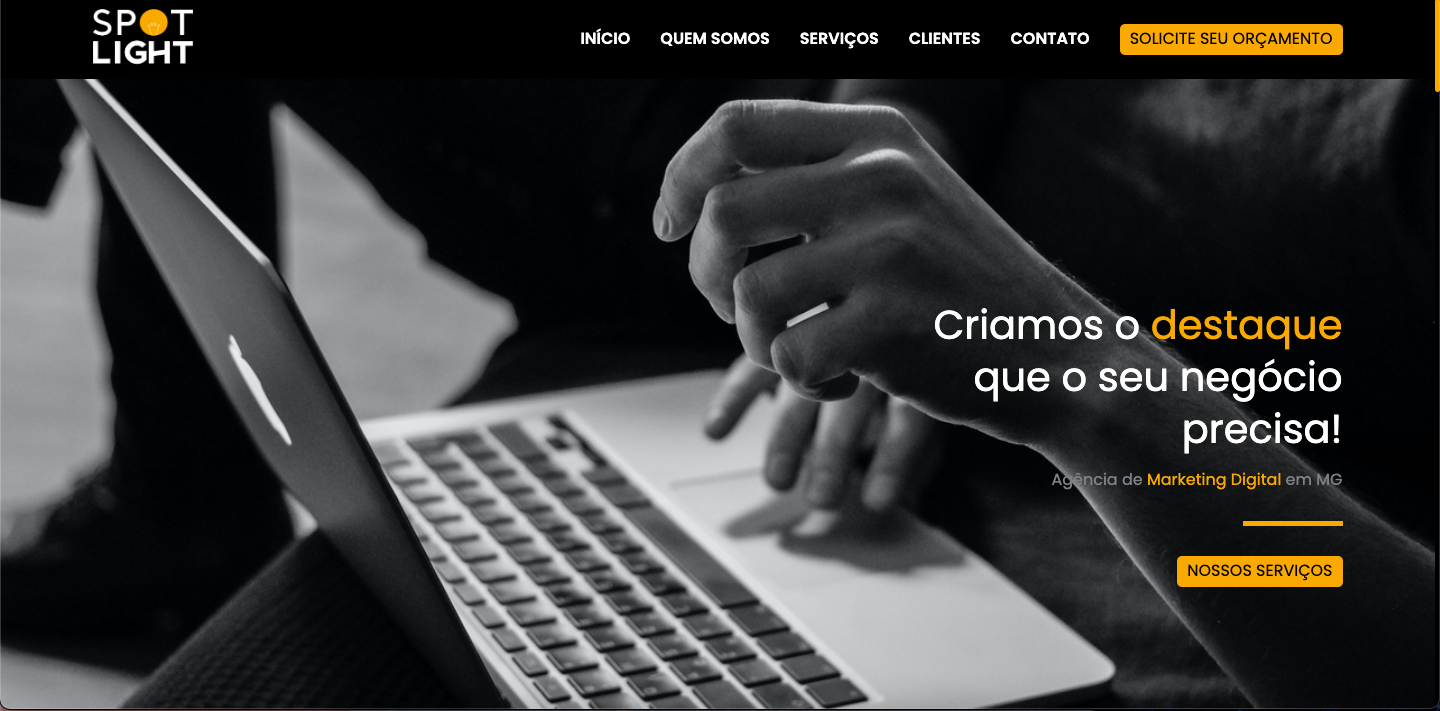 SPOT
LIGHT
INÍCIO
QUEM SOMOS
SERVIÇOS
CLIENTES
CONTATO
SOLICITE SEU ORÇAMENTO
Criamos o destaque
que o seu negócio
precisa!
Agência de Marketing Digital em MG
NOSSOS SERVIÇOS